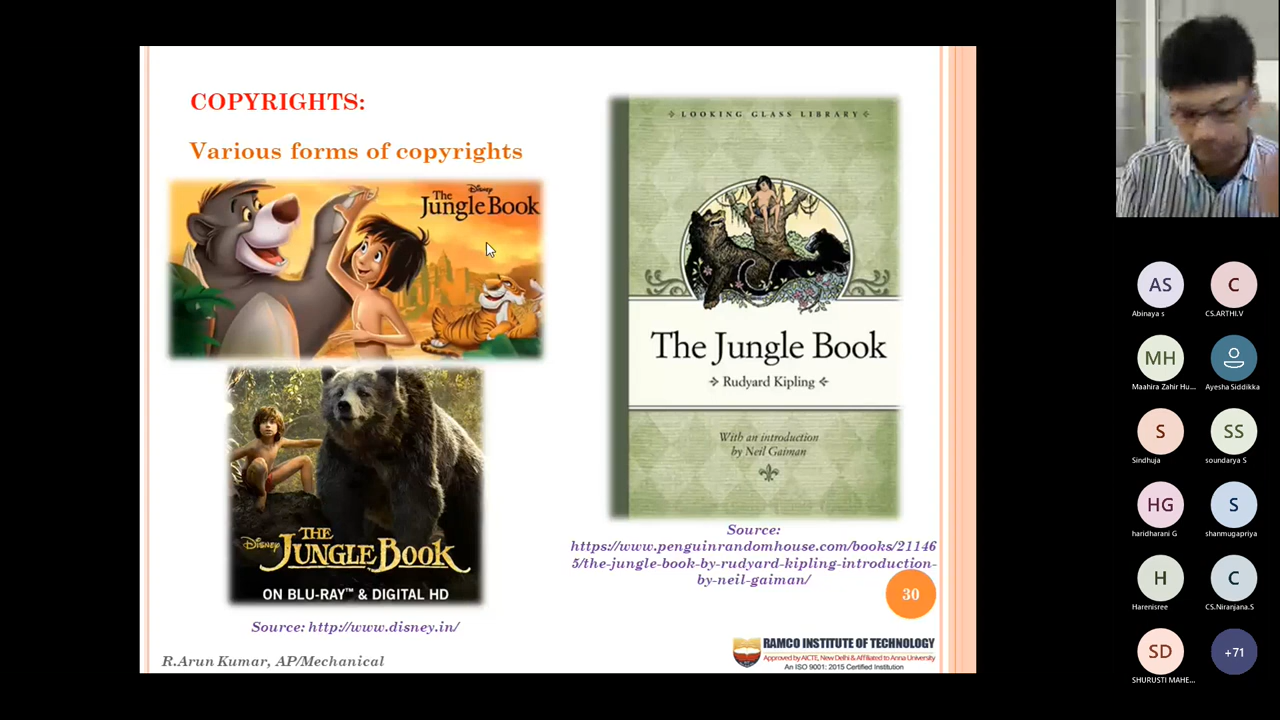 COPYRIGHTS:
Various forms of copyrights
Disney
The
Jungle Book
THE
Disney JUNGLE BOOK
ON BLU-RAY™ & DIGITAL HD
Source: http://www.disney.in/
LOOKING GLASS LIBRARY
The Jungle Book
Rudyard Kipling
With an introduction
by Neil Gaiman
Source:
https://www.penguinrandomhouse.com/books/21146
5/the-jungle-book-by-rudyard-kipling-introduction-
by-neil-gaiman/
30
R.Arun Kumar, AP/Mechanical
RAMCO INSTITUTE OF TECHNOLOGY
Approved by AICTE, New Delhi & Affiliated to Anna University
An ISO 9001: 2015 Certified Institution
AS
Abinaya s
C
CS.ARTHI.V
MH
Maahira Zahir Hu...
Ayesha Siddikka
S
Sindhuja
SS
soundarya S
HG
haridharani G
S
shanmugapriya
H
Harenisree
C
CS.Niranjana.S
SD
SHURUSTI MAHE...
+71